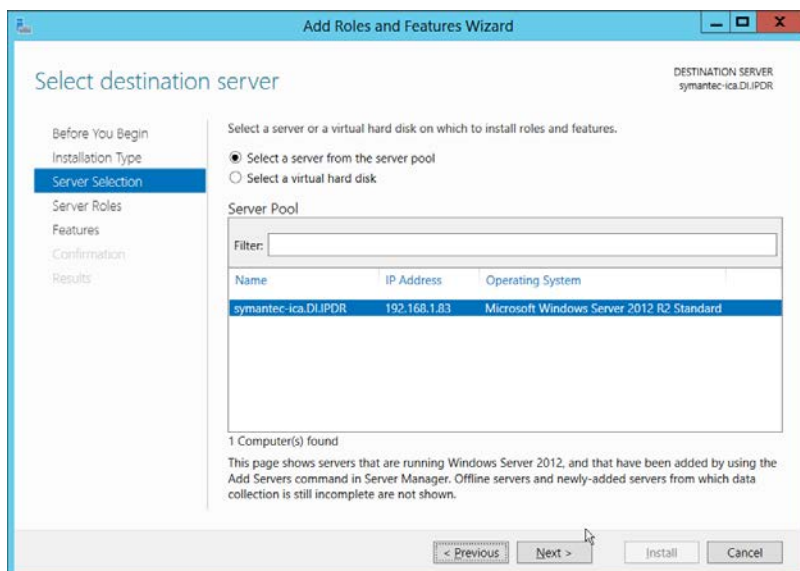 Add Roles and Features Wizard
Select destination server
DESTINATION SERVER
symantec-ica.DI.IPDR
Before You Begin
Installation Type
Server Selection
Server Roles
Features
Confirmation
Results
Select a server or a virtual hard disk on which to install roles and features.
Select a server from the server pool
Select a virtual hard disk
Server Pool
Filter:
Name IP Address Operating System
symantec-ica.DI.IPDR 192.168.1.83 Microsoft Windows Server 2012 R2 Standard
1 Computer(s) found
This page shows servers that are running Windows Server 2012, and that have been added by using the
Add Servers command in Server Manager. Offline servers and newly-added servers from which data
collection is still incomplete are not shown.
< Previous Next > Install Cancel